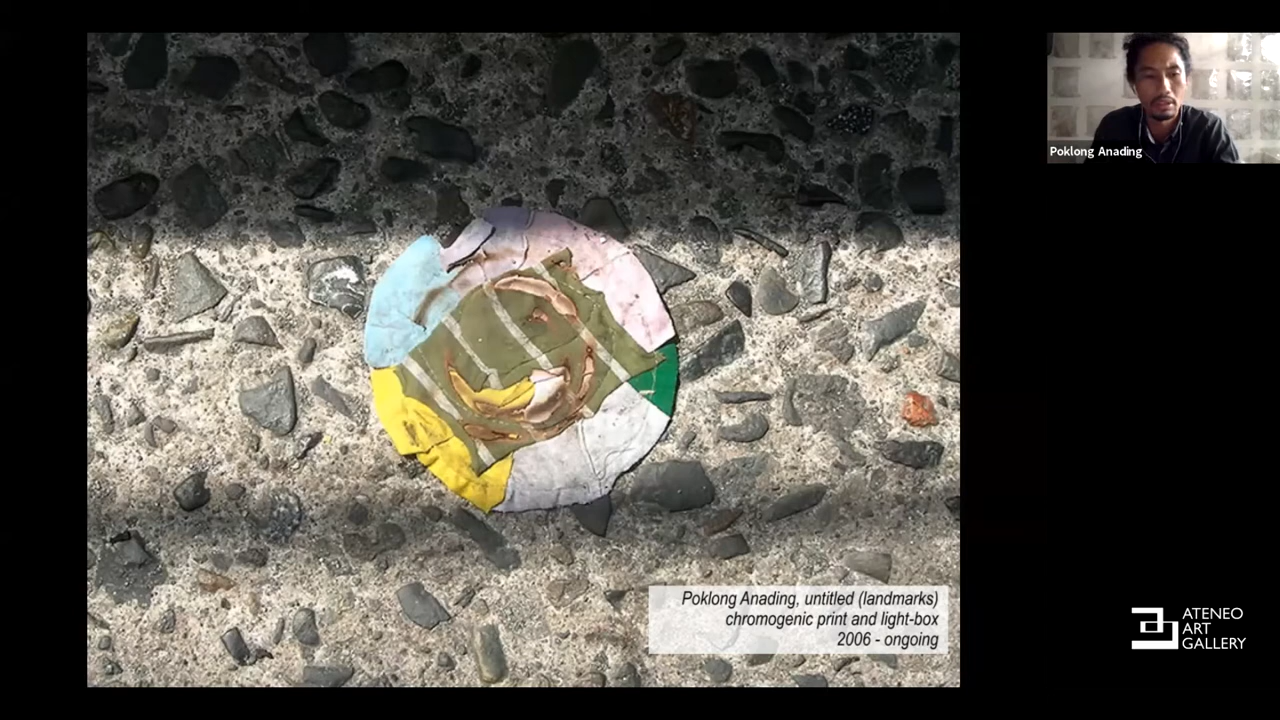 Poklong Anading
Poklong Anading, untitled (landmarks)
chromogenic print and light-box
2006 - ongoing
ATENEO
ART
GALLERY